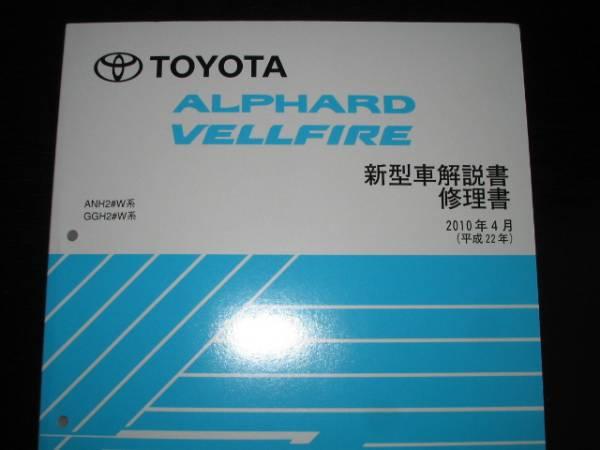 TOYOTA
ALPHARD
VELLFIRE
新型車解説書
修理書
ANH2#W系
GGH2#W系
2010年4月
(平成22年)